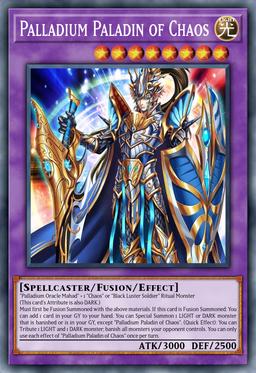 PALLADIUM PALADIN OF CHAOS
LIGHT
光
[SPELLCASTER/FUSION/EFFECT]
"Palladium Oracle Mahad" + 1 "Chaos" or "Black Luster Soldier" Ritual Monster
(This card's Attribute is also DARK.)
Must first be Fusion Summoned with the above materials. If this card is Fusion Summoned: You
can add 1 card in your GY to your hand. You can Special Summon 1 LIGHT or DARK monster
that is banished or is in your GY, except "Palladium Paladin of Chaos". (Quick Effect): You can
Tribute 1 LIGHT and 1 DARK monster; banish all monsters your opponent controls. You can only
use each effect of "Palladium Paladin of Chaos" once per turn.
ATK/3000 DEF/2500